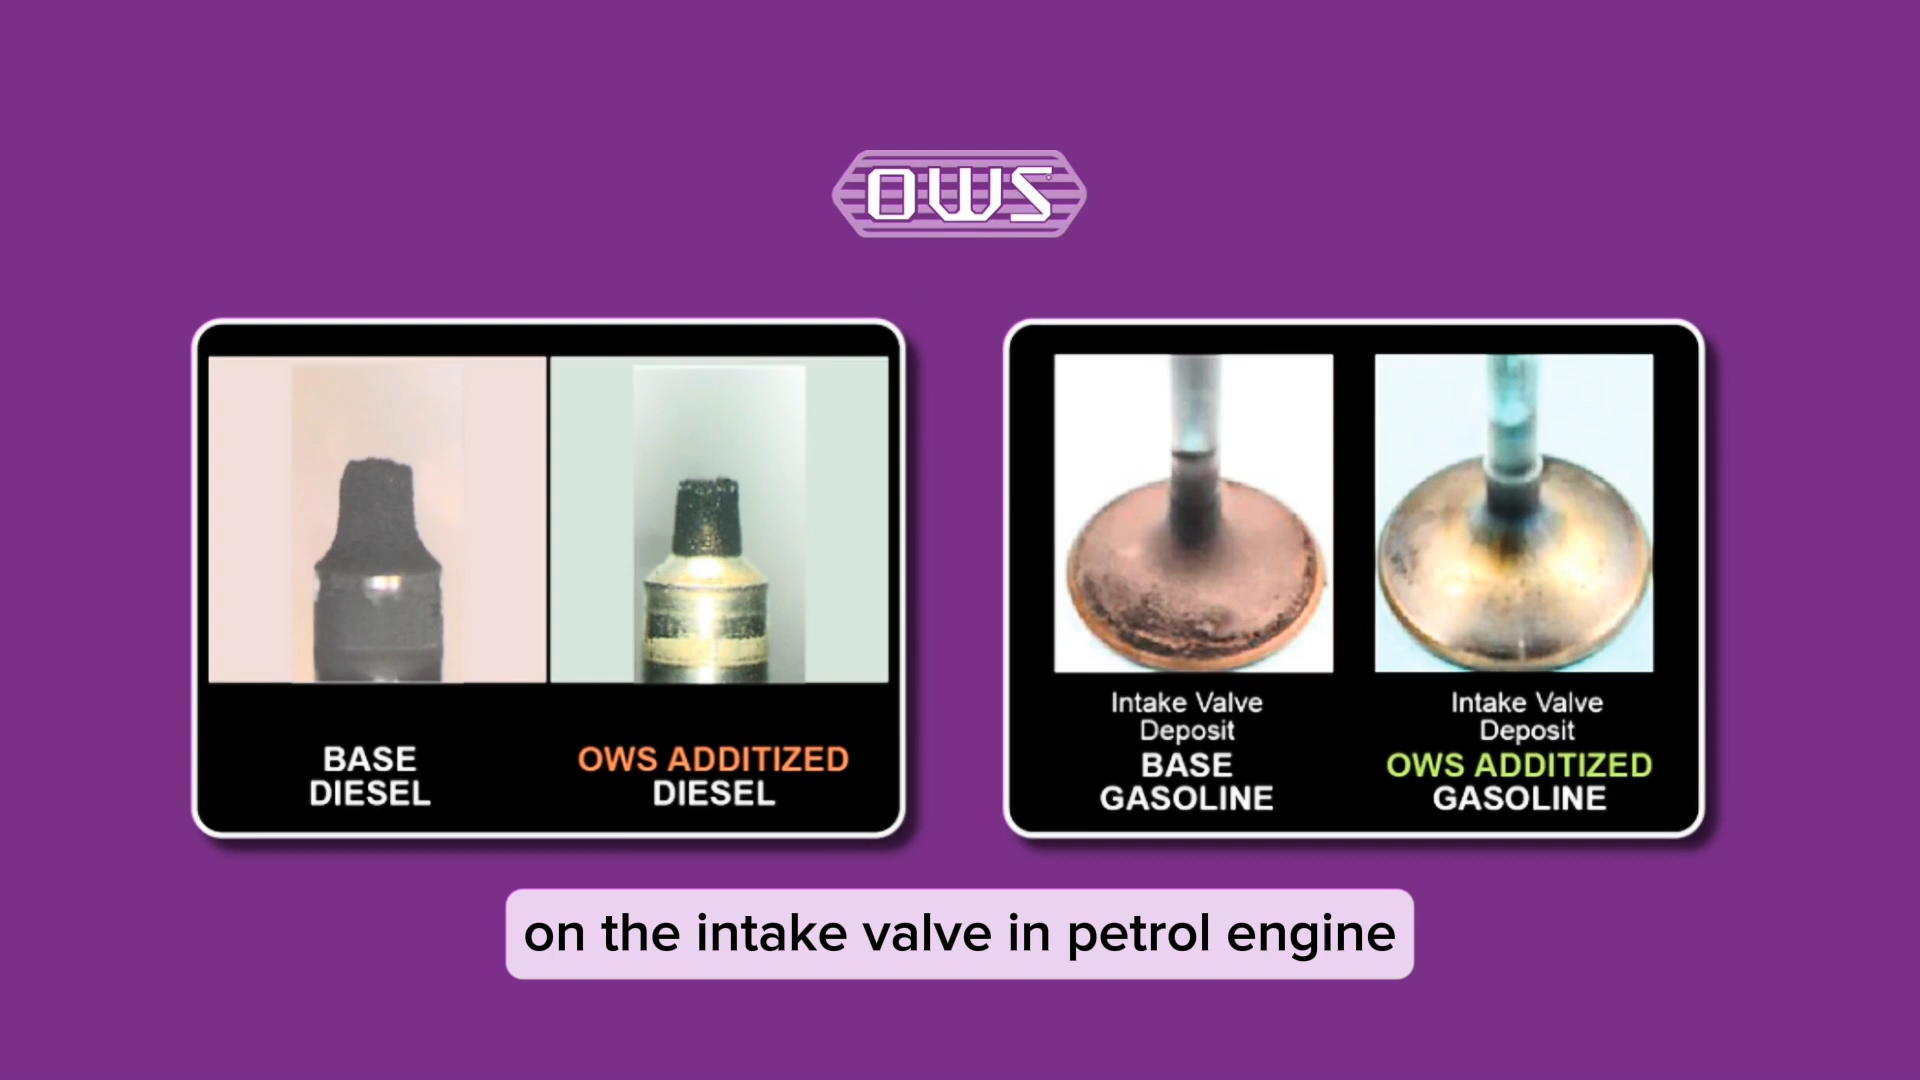 OWS
BASE
DIESEL
OWS ADDITIZED
DIESEL
Intake Valve
Deposit
BASE
GASOLINE
Intake Valve
Deposit
OWS ADDITIZED
GASOLINE
on the intake valve in petrol engine